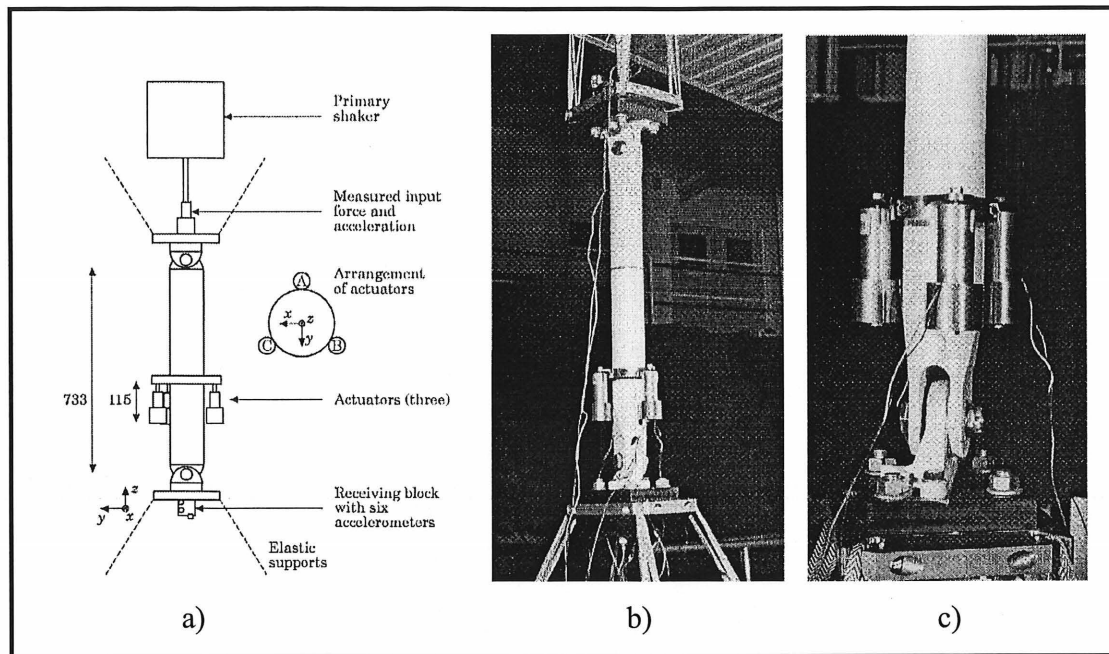 Primary
shaker
Measured input
force and
acceleration
Arrangement
of actuators
A
x
z
y
C
B
733
115
Actuators (three)
Receiving block
with six
accelerometers
z
y
x
Elastic
supports
a)
b)
c)